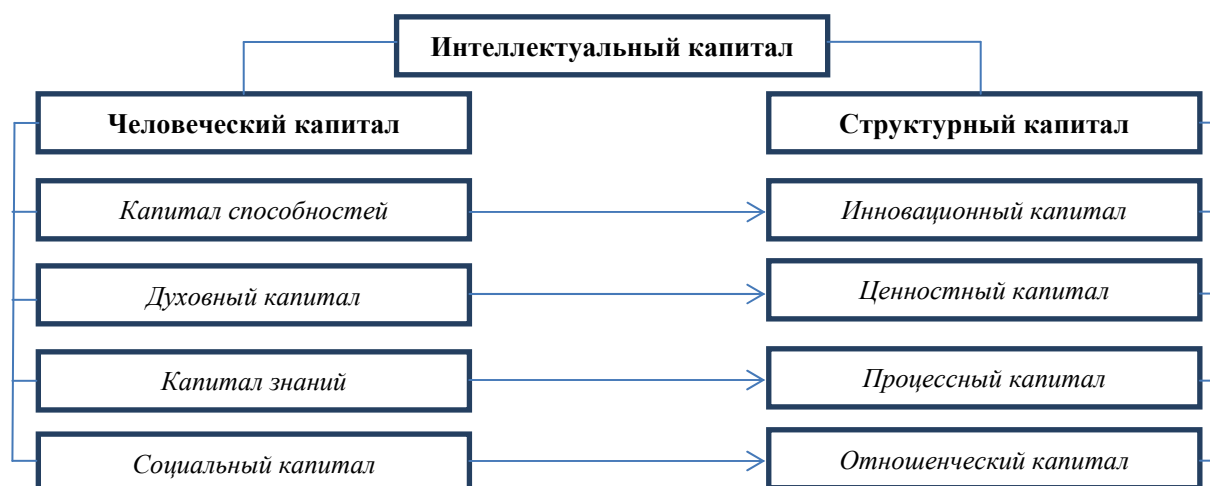 Интеллектуальный капитал
Человеческий капитал
Структурный капитал
Капитал способностей
Инновационный капитал
Духовный капитал
Ценностный капитал
Капитал знаний
Процессный капитал
Социальный капитал
Отношенческий капитал